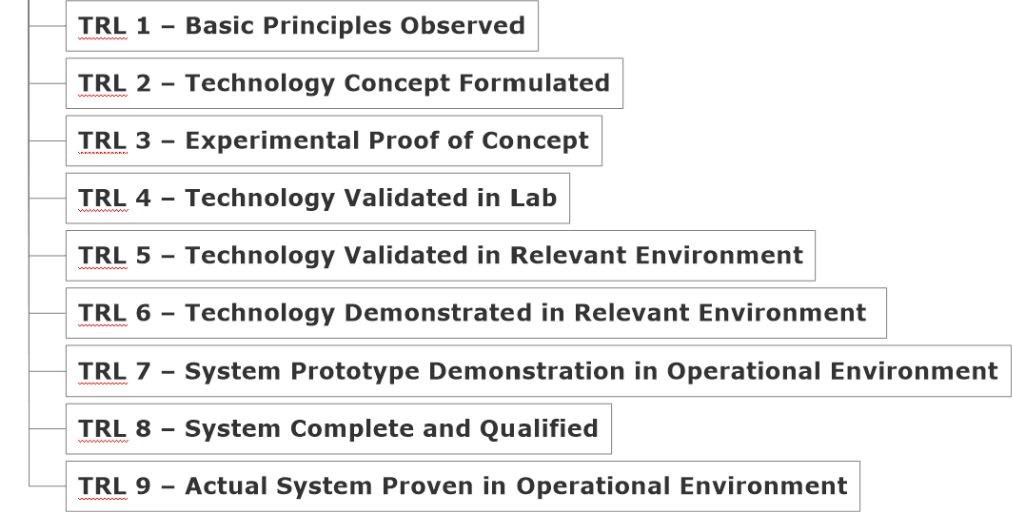 TRL 1 – Basic Principles Observed
TRL 2 – Technology Concept Formulated
TRL 3 – Experimental Proof of Concept
TRL 4 – Technology Validated in Lab
TRL 5 – Technology Validated in Relevant Environment
TRL 6 – Technology Demonstrated in Relevant Environment
TRL 7 – System Prototype Demonstration in Operational Environment
TRL 8 – System Complete and Qualified
TRL 9 – Actual System Proven in Operational Environment